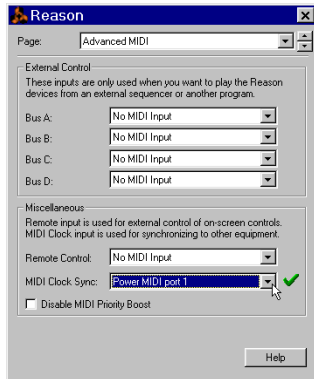 Reason
Page: Advanced MIDI
External Control
These inputs are only used when you want to play the Reason
devices from an external sequencer or another program.
Bus A: No MIDI Input
Bus B: No MIDI Input
Bus C: No MIDI Input
Bus D: No MIDI Input
Miscellaneous
Remote input is used for external control of on-screen controls.
MIDI Clock input is used for synchronizing to other equipment.
Remote Control: No MIDI Input
MIDI Clock Sync: Power MIDI port 1
Disable MIDI Priority Boost
Help